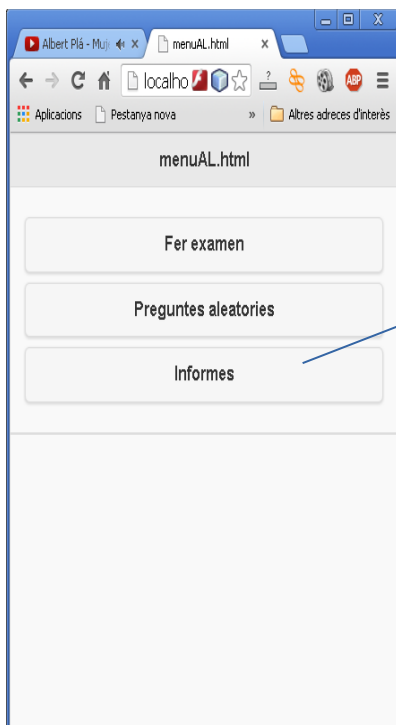 Albert Plá - Muj
menuAL.html
localho
ABP
Aplicacions
Pestanya nova
»
Altres adreces d'interès
menuAL.html
Fer examen
Preguntes aleatories
Informes